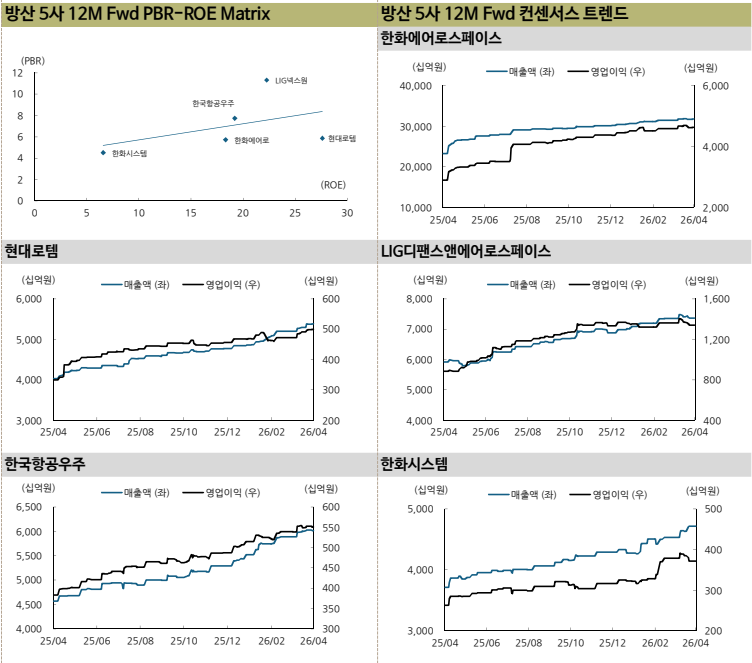 방산 5사 12M Fwd PBR-ROE Matrix
(PBR)
12
10
8
6
4
2
0
0 5 10 15 20 25 30
(ROE)
LIG넥스원
한국항공우주
한화에어로
현대로템
한화시스템
방산 5사 12M Fwd 컨센서스 트렌드
한화에어로스페이스
(십억원) 매출액 (좌) 영업이익 (우) (십억원)
40,000 6,000
30,000 4,000
20,000
10,000 2,000
25/04 25/06 25/08 25/10 25/12 26/02 26/04
현대로템
(십억원) 매출액 (좌) 영업이익 (우) (십억원)
6,000 600
500
5,000
400
4,000
300
3,000 200
25/04 25/06 25/08 25/10 25/12 26/02 26/04
LIG디팬스앤에어로스페이스
(십억원) 매출액 (좌) 영업이익 (우) (십억원)
8,000 1,600
7,000 1,200
6,000 800
5,000
4,000 400
25/04 25/06 25/08 25/10 25/12 26/02 26/04
한국항공우주
(십억원) 매출액 (좌) 영업이익 (우) (십억원)
6,500 600
6,000 550
5,500 500
450
5,000 400
4,500 350
4,000 300
25/04 25/06 25/08 25/10 25/12 26/02 26/04
한화시스템
(십억원) 매출액 (좌) 영업이익 (우) (십억원)
5,000 500
400
4,000
300
3,000 200
25/04 25/06 25/08 25/10 25/12 26/02 26/04